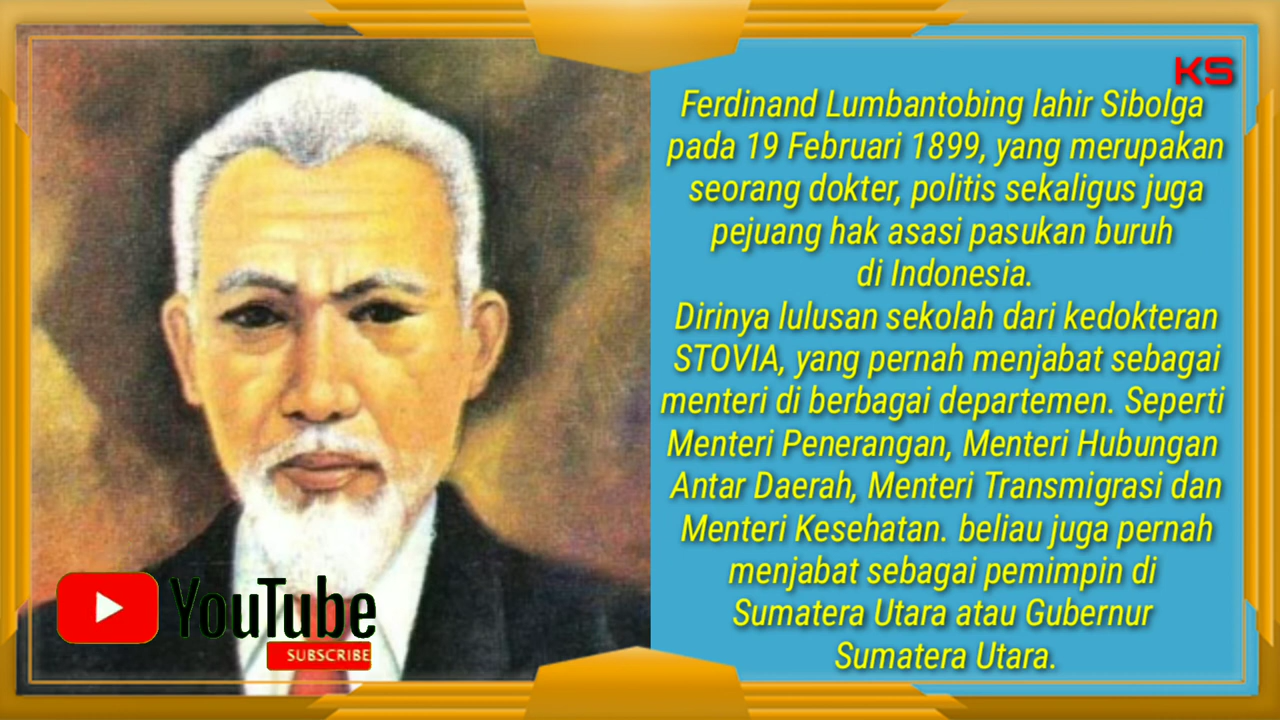 KS
Ferdinand Lumbantobing lahir Sibolga
pada 19 Februari 1899, yang merupakan
seorang dokter, politis sekaligus juga
pejuang hak asasi pasukan buruh
di Indonesia.
Dirinya lulusan sekolah dari kedokteran
STOVIA, yang pernah menjabat sebagai
menteri di berbagai departemen. Seperti
Menteri Penerangan, Menteri Hubungan
Antar Daerah, Menteri Transmigrasi dan
Menteri Kesehatan. beliau juga pernah
menjabat sebagai pemimpin di
Sumatera Utara atau Gubernur
Sumatera Utara.
YouTube
SUBSCRIBE